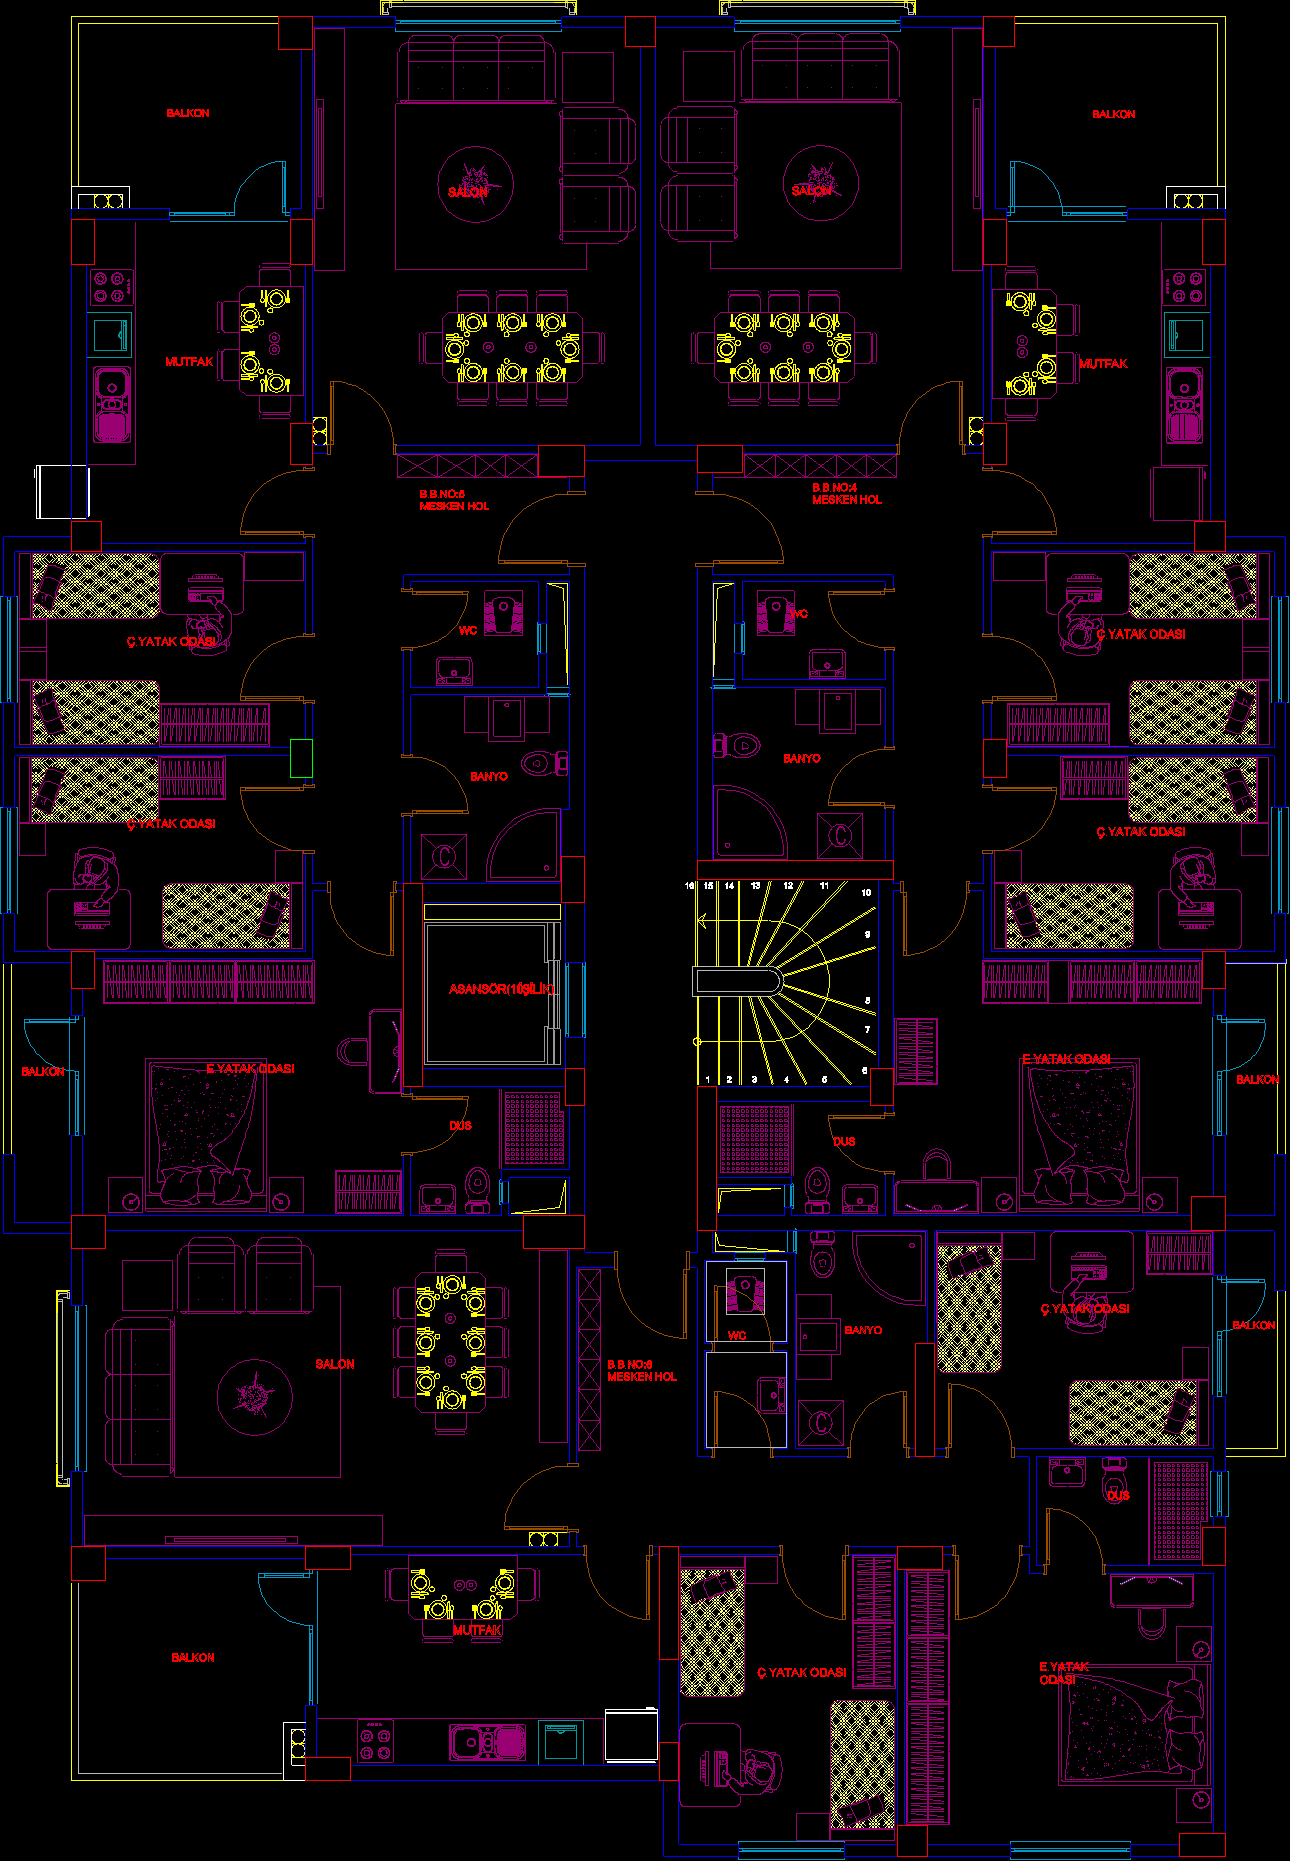 BALKON
BALKON
SALON
SALON
MUTFAK
MUTFAK
B.B.NO:5
MESKEN HOL
B.B.NO:4
MESKEN HOL
Ç.YATAK ODASI
WC
WC
Ç.YATAK ODASI
BANYO
BANYO
Ç.YATAK ODASI
Ç.YATAK ODASI
C
C
16 15 14 13 12 11
10
9
8
7
6
1 2 3 4 5
ASANSÖR(10KİŞİLİK)
BALKON
E.YATAK ODASI
E.YATAK ODASI
BALKON
DUS
DUS
SALON
B.B.NO:6
MESKEN HOL
WC
BANYO
Ç.YATAK ODASI
BALKON
C
DUS
BALKON
MUTFAK
Ç.YATAK ODASI
E.YATAK
ODASI